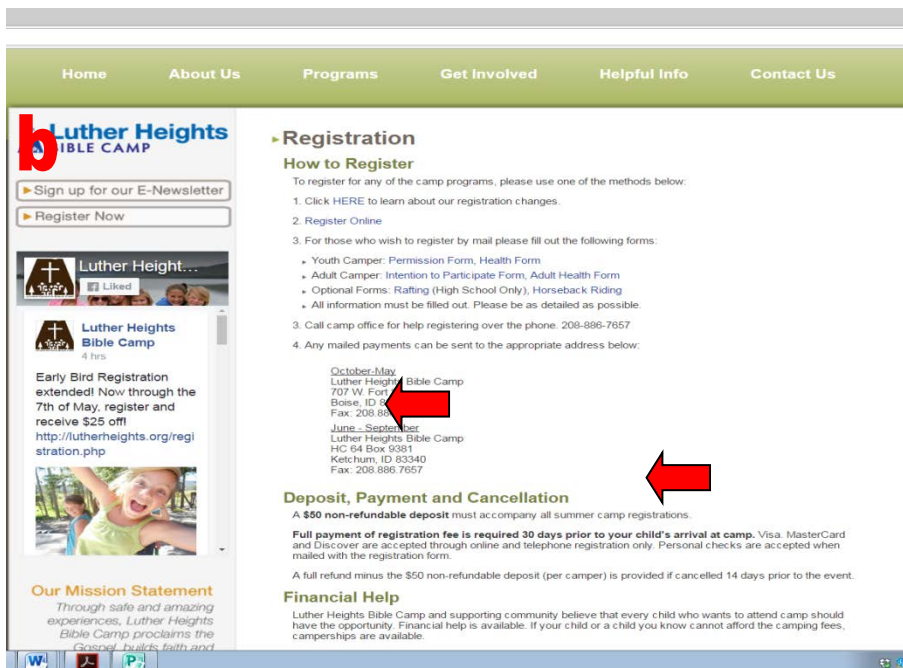 Home About Us Programs Get Involved Helpful Info Contact Us
b
Luther Heights
BIBLE CAMP
Sign up for our E-Newsletter
Register Now
Luther Height...
Liked
Luther Heights
Bible Camp
4 hrs
Early Bird Registration
extended! Now through the
7th of May, register and
receive $25 off!
http://lutherheights.org/regi
stration.php
Our Mission Statement
Through safe and amazing
experiences, Luther Heights
Bible Camp proclaims the
Gospel, builds faith and
Registration
How to Register
To register for any of the camp programs, please use one of the methods below:
1. Click HERE to learn about our registration changes.
2. Register Online
3. For those who wish to register by mail please fill out the following forms:
Youth Camper: Permission Form, Health Form
Adult Camper: Intention to Participate Form, Adult Health Form
Optional Forms: Rafting (High School Only), Horseback Riding
All information must be filled out. Please be as detailed as possible.
3. Call camp office for help registering over the phone. 208-886-7657
4. Any mailed payments can be sent to the appropriate address below:
October-May
Luther Heights Bible Camp
707 W. Fort
Boise, ID
Fax:
June - September
Luther Heights Bible Camp
HC 64 Box 9381
Ketchum, ID 83340
Fax: 208.886.7657
Deposit, Payment and Cancellation
A $50 non-refundable deposit must accompany all summer camp registrations.
Full payment of registration fee is required 30 days prior to your child's arrival at camp. Visa. MasterCard
and Discover are accepted through online and telephone registration only. Personal checks are accepted when
mailed with the registration form.
A full refund minus the $50 non-refundable deposit (per camper) is provided if cancelled 14 days prior to the event.
Financial Help
Luther Heights Bible Camp and supporting community believe that every child who wants to attend camp should
have the opportunity. Financial help is available. If your child or a child you know cannot afford the camping fees,
camperships are available.